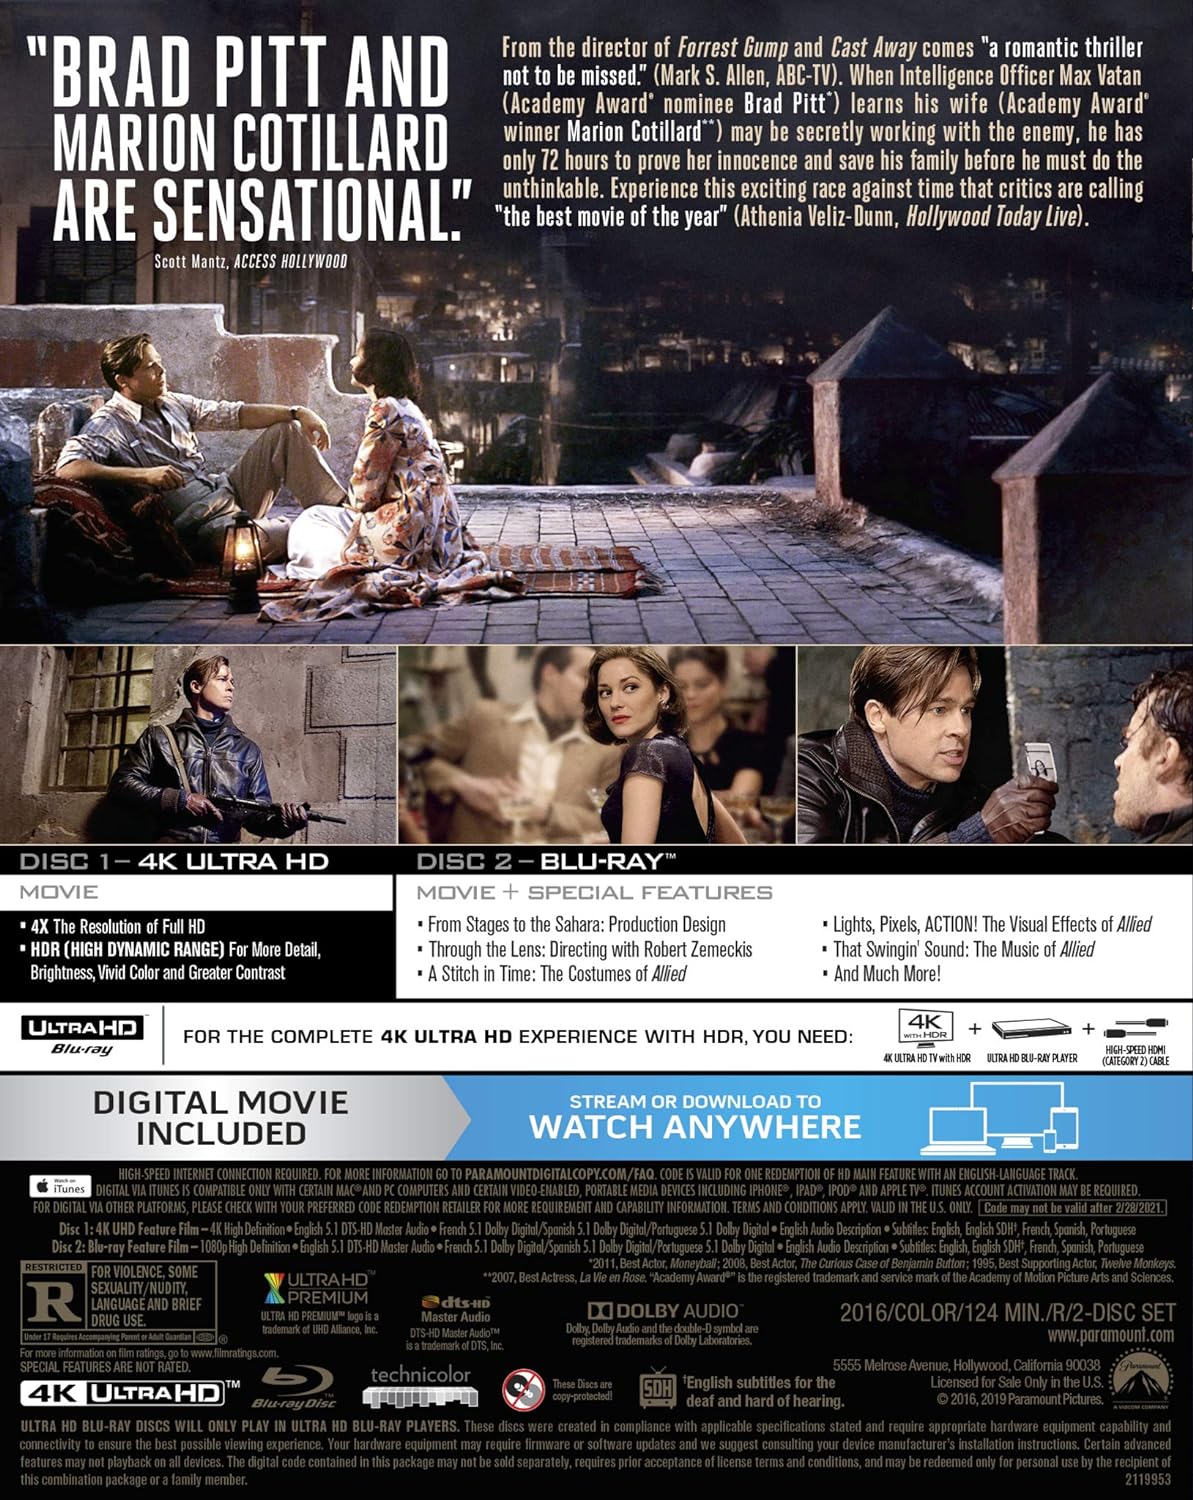 "BRAD PITT AND
MARION COTILLARD
ARE SENSATIONAL."
Scott Mantz, ACCESS HOLLYWOOD
From the director of Forrest Gump and Cast Away comes "a romantic thriller
not to be missed." (Mark S. Allen, ABC-TV). When Intelligence Officer Max Vatan
(Academy Award® nominee Brad Pitt*) learns his wife (Academy Award®
winner Marion Cotillard**) may be secretly working with the enemy, he has
only 72 hours to prove her innocence and save his family before he must do the
unthinkable. Experience this exciting race against time that critics are calling
"the best movie of the year" (Athenia Veliz-Dunn, Hollywood Today Live).
DISC 1 – 4K ULTRA HD
MOVIE
▪ 4X The Resolution of Full HD
▪ HDR (HIGH DYNAMIC RANGE) For More Detail,
Brightness, Vivid Color and Greater Contrast
DISC 2 – BLU-RAY™
MOVIE + SPECIAL FEATURES
▪ From Stages to the Sahara: Production Design
▪ Through the Lens: Directing with Robert Zemeckis
▪ A Stitch in Time: The Costumes of Allied
▪ Lights, Pixels, ACTION! The Visual Effects of Allied
▪ That Swingin' Sound: The Music of Allied
▪ And Much More!
ULTRA HD
Blu-ray
FOR THE COMPLETE 4K ULTRA HD EXPERIENCE WITH HDR, YOU NEED:
4K
WITH HDR
4K ULTRA HD TV with HDR
+
ULTRA HD BLU-RAY PLAYER
+
HIGH-SPEED HDMI
(CATEGORY 2) CABLE
DIGITAL MOVIE
INCLUDED
STREAM OR DOWNLOAD TO
WATCH ANYWHERE
Watch on
iTunes
HIGH-SPEED INTERNET CONNECTION REQUIRED. FOR MORE INFORMATION GO TO PARAMOUNTDIGITALCOPY.COM/FAQ. CODE IS VALID FOR ONE REDEMPTION OF HD MAIN FEATURE WITH AN ENGLISH-LANGUAGE TRACK.
DIGITAL VIA ITUNES IS COMPATIBLE ONLY WITH CERTAIN MAC® AND PC COMPUTERS AND CERTAIN VIDEO-ENABLED, PORTABLE MEDIA DEVICES INCLUDING IPHONE®, IPAD®, IPOD® AND APPLE TV®. ITUNES ACCOUNT ACTIVATION MAY BE REQUIRED.
FOR DIGITAL VIA OTHER PLATFORMS, PLEASE CHECK WITH YOUR PREFERRED CODE REDEMPTION RETAILER FOR MORE REQUIREMENT AND CAPABILITY INFORMATION. TERMS AND CONDITIONS APPLY. VALID IN THE U.S. ONLY. Code may not be valid after 2/28/2021.
Disc 1: 4K UHD Feature Film – 4K High Definition • English 5.1 DTS-HD Master Audio • French 5.1 Dolby Digital/Spanish 5.1 Dolby Digital/Portuguese 5.1 Dolby Digital • English Audio Description • Subtitles: English, English SDH†, French, Spanish, Portuguese
Disc 2: Blu-ray Feature Film – 1080p High Definition • English 5.1 DTS-HD Master Audio • French 5.1 Dolby Digital/Spanish 5.1 Dolby Digital/Portuguese 5.1 Dolby Digital • English Audio Description • Subtitles: English, English SDH†, French, Spanish, Portuguese
*2011, Best Actor, Moneyball; 2008, Best Actor, The Curious Case of Benjamin Button; 1995, Best Supporting Actor, Twelve Monkeys.
**2007, Best Actress, La Vie en Rose. "Academy Award®" is the registered trademark and service mark of the Academy of Motion Picture Arts and Sciences.
RESTRICTED
R
FOR VIOLENCE, SOME
SEXUALITY/NUDITY,
LANGUAGE AND BRIEF
DRUG USE.
Under 17 Requires Accompanying Parent or Adult Guardian
®
For more information on film ratings, go to www.filmratings.com.
SPECIAL FEATURES ARE NOT RATED.
ULTRA HD™
PREMIUM
ULTRA HD PREMIUM™ logo is a
trademark of UHD Alliance, Inc.
dts-HD
Master Audio
DTS-HD Master Audio™
is a trademark of DTS, Inc.
DOLBY AUDIO™
Dolby, Dolby Audio and the double-D symbol are
registered trademarks of Dolby Laboratories.
2016/COLOR/124 MIN./R/2-DISC SET
www.paramount.com
4K ULTRA HD™
Blu-ray Disc™
technicolor
These Discs are
copy-protected!
SDH
†English subtitles for the
deaf and hard of hearing.
5555 Melrose Avenue, Hollywood, California 90038
Licensed for Sale Only in the U.S.
© 2016, 2019 Paramount Pictures.
Paramount
A VIACOM COMPANY
ULTRA HD BLU-RAY DISCS WILL ONLY PLAY IN ULTRA HD BLU-RAY PLAYERS. These discs were created in compliance with applicable specifications stated and require appropriate hardware equipment capability and
connectivity to ensure the best possible viewing experience. Your hardware equipment may require firmware or software updates and we suggest consulting your device manufacturer's installation instructions. Certain advanced
features may not playback on all devices. The digital code contained in this package may not be sold separately, requires prior acceptance of license terms and conditions, and may be redeemed only for personal use by the recipient of
this combination package or a family member.
2119953